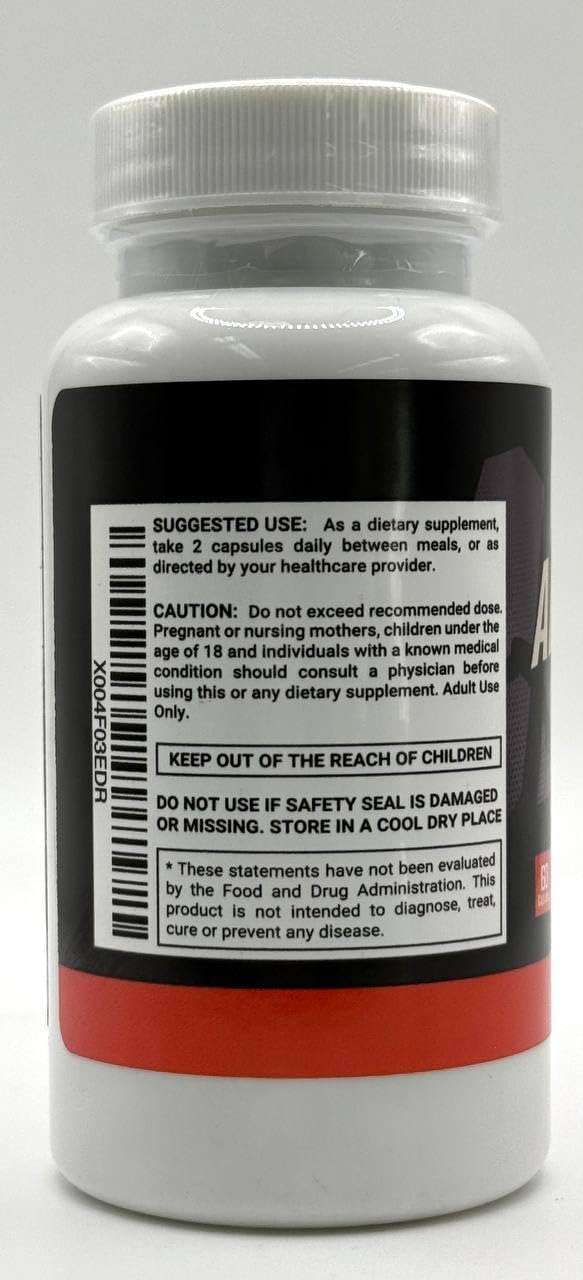 SUGGESTED USE: As a dietary supplement,
take 2 capsules daily between meals, or as
directed by your healthcare provider.
CAUTION: Do not exceed recommended dose.
Pregnant or nursing mothers, children under the
age of 18 and individuals with a known medical
condition should consult a physician before
using this or any dietary supplement. Adult Use
Only.
KEEP OUT OF THE REACH OF CHILDREN
DO NOT USE IF SAFETY SEAL IS DAMAGED
OR MISSING. STORE IN A COOL DRY PLACE
* These statements have not been evaluated
by the Food and Drug Administration. This
product is not intended to diagnose, treat,
cure or prevent any disease.
X004F03EDR
60